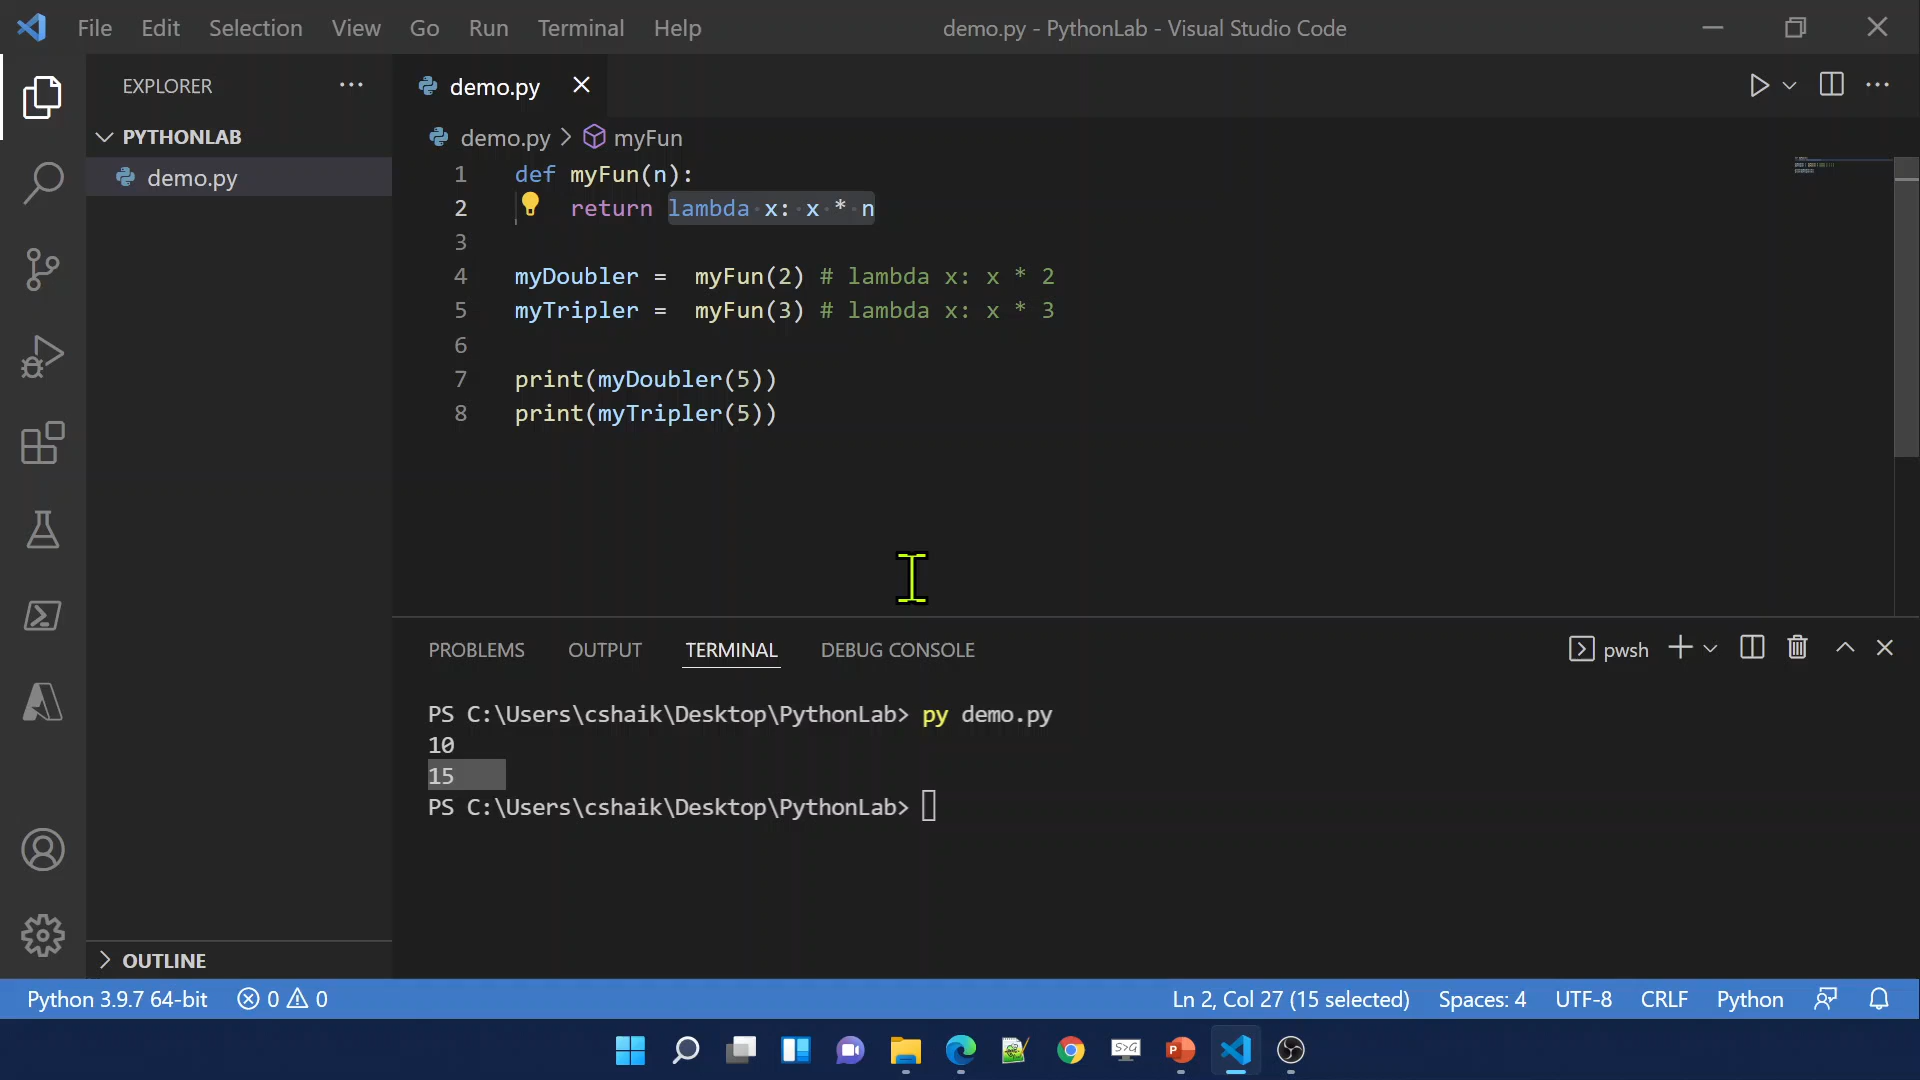 File Edit Selection View Go Run Terminal Help
demo.py - PythonLab - Visual Studio Code
EXPLORER
PYTHONLAB
demo.py
demo.py
demo.py > myFun
1 def myFun(n):
2 return lambda x: x * n
3
4 myDoubler = myFun(2) # lambda x: x * 2
5 myTripler = myFun(3) # lambda x: x * 3
6
7 print(myDoubler(5))
8 print(myTripler(5))
PROBLEMS OUTPUT TERMINAL DEBUG CONSOLE
pwsh
PS C:\Users\cshaik\Desktop\PythonLab> py demo.py
10
15
PS C:\Users\cshaik\Desktop\PythonLab>
OUTLINE
Python 3.9.7 64-bit 0 0 Ln 2, Col 27 (15 selected) Spaces: 4 UTF-8 CRLF Python
S>G
P